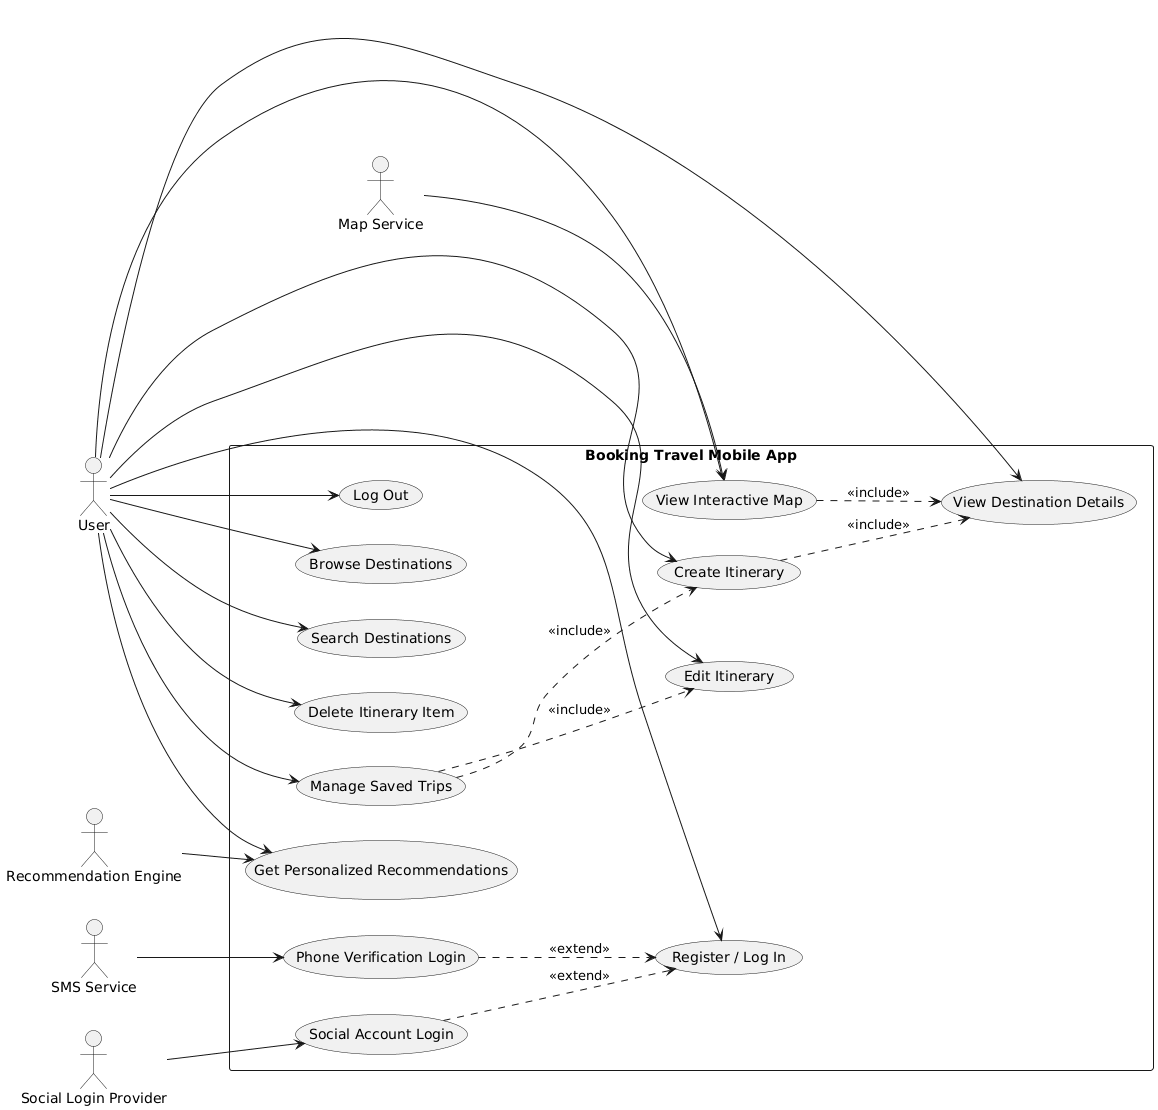 Map Service
Booking Travel Mobile App
User
Log Out
View Interactive Map
«include»
View Destination Details
«include»
Browse Destinations
Create Itinerary
Search Destinations
«include»
Edit Itinerary
Delete Itinerary Item
«include»
Manage Saved Trips
Recommendation Engine
Get Personalized Recommendations
SMS Service
Phone Verification Login
«extend»
Register / Log In
«extend»
Social Account Login
Social Login Provider